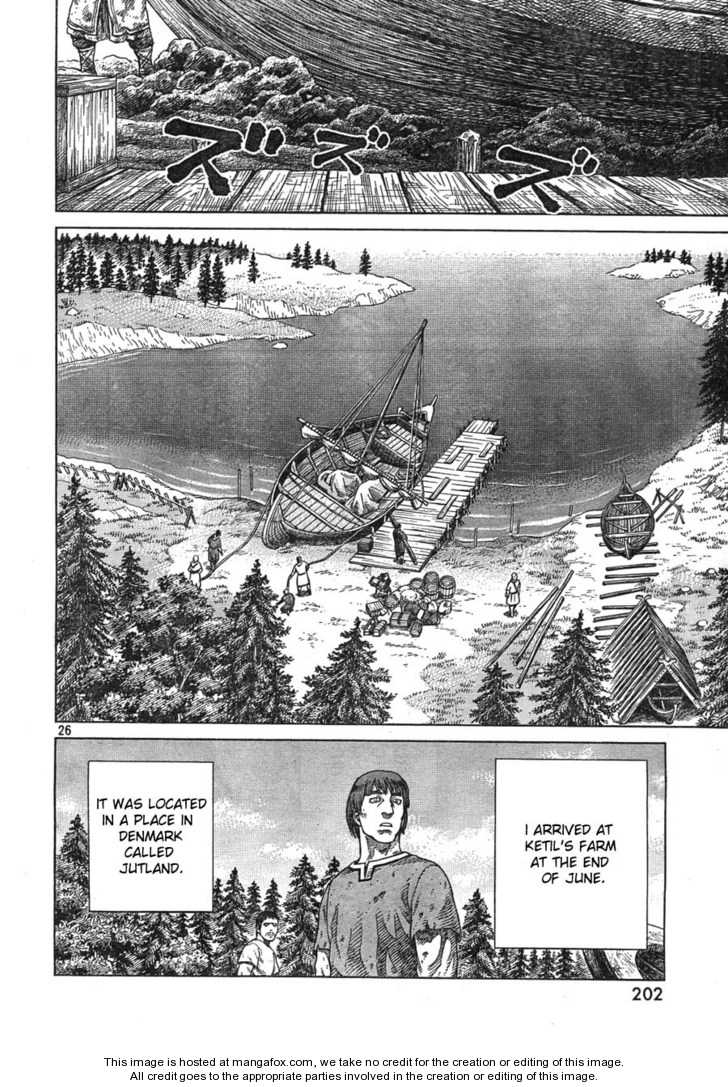 ズズズ
26
I ARRIVED AT
KETIL'S FARM
AT THE END
OF JUNE.
IT WAS LOCATED
IN A PLACE IN
DENMARK
CALLED
JUTLAND.
202
This image is hosted at mangafox.com, we take no credit for the creation or editing of this image.
All credit goes to the appropriate parties involved in the creation or editing of this image.